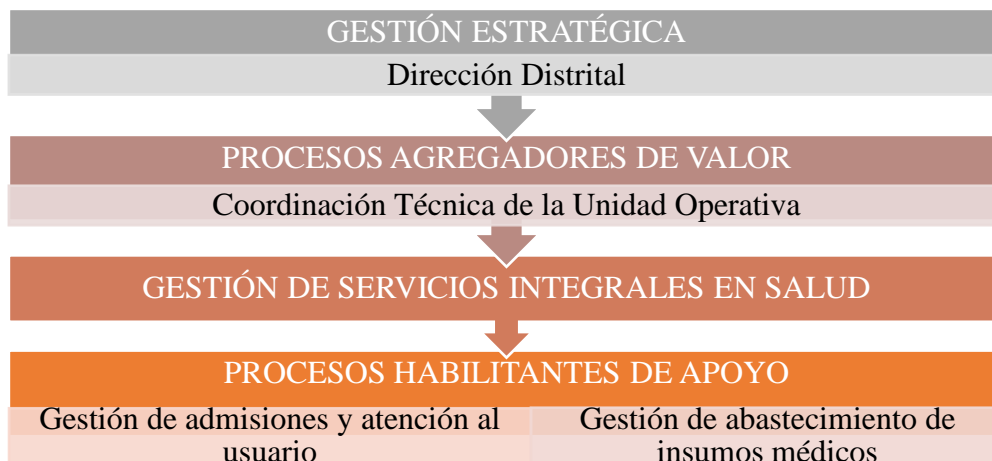 GESTIÓN ESTRATÉGICA
Dirección Distrital
PROCESOS AGREGADORES DE VALOR
Coordinación Técnica de la Unidad Operativa
GESTIÓN DE SERVICIOS INTEGRALES EN SALUD
PROCESOS HABILITANTES DE APOYO
Gestión de admisiones y atención al
usuario
Gestión de abastecimiento de
insumos médicos